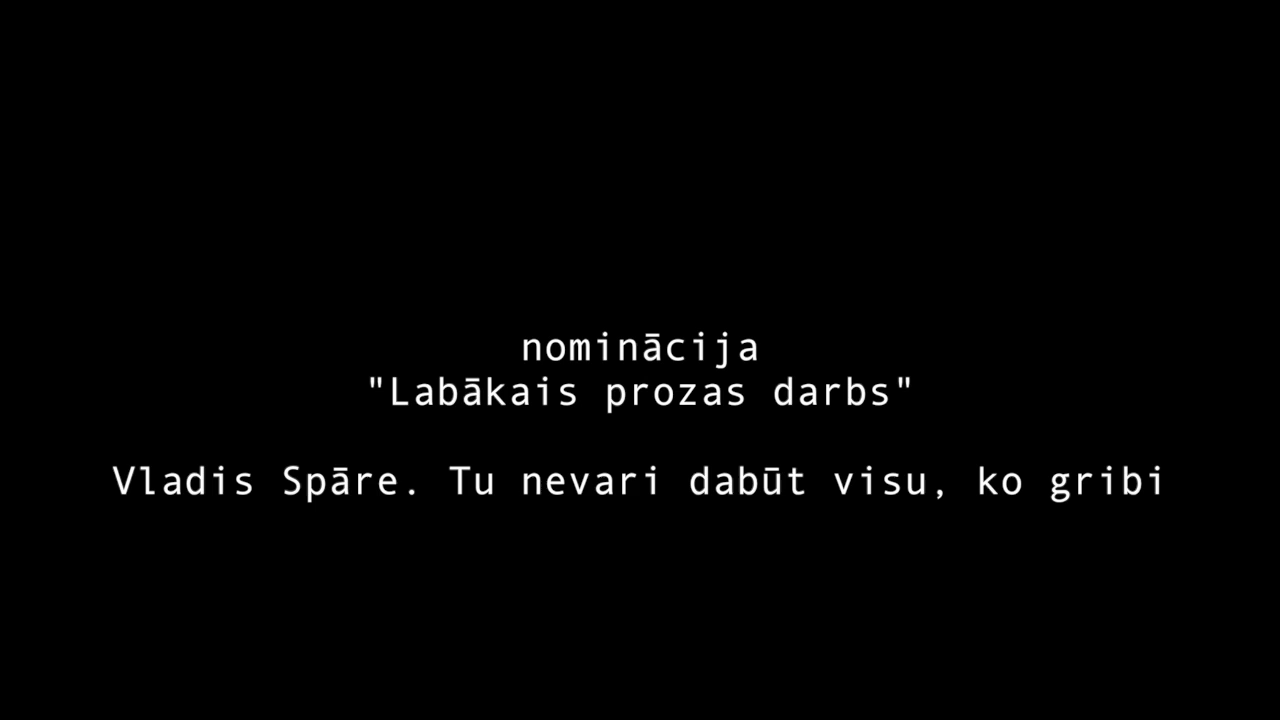 nominācija
"Labākais prozas darbs"
Vladis Spāre. Tu nevari dabūt visu, ko gribi